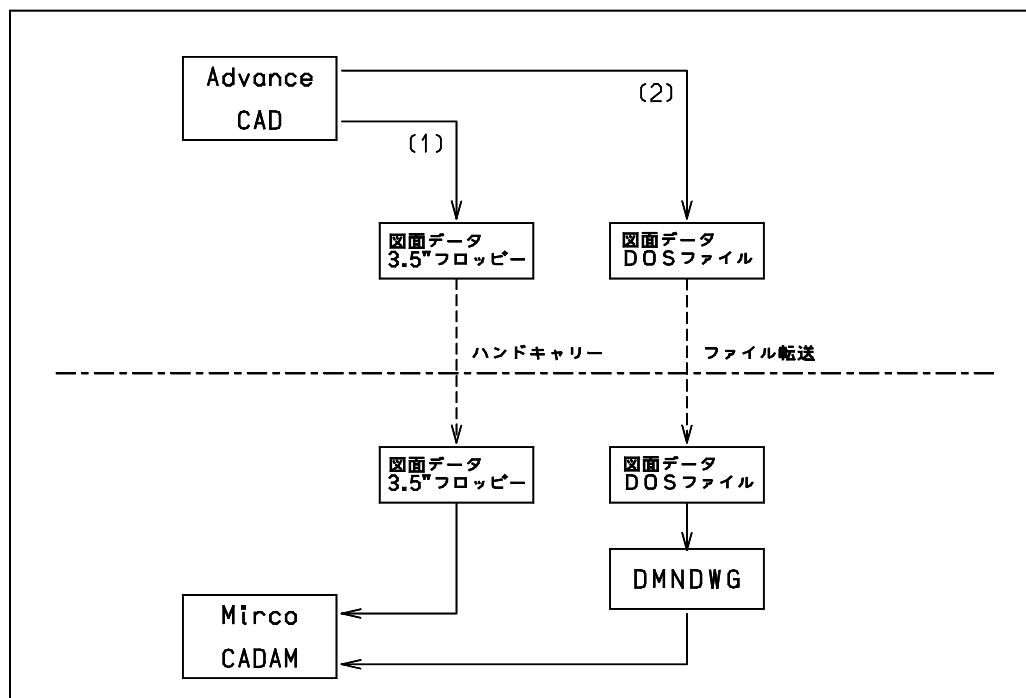 Advance
CAD
(2)
(1)
図面データ
3.5"フロッピー
図面データ
DOSファイル
ハンドキャリー
ファイル転送
図面データ
3.5"フロッピー
図面データ
DOSファイル
DMNDWG
Mirco
CADAM